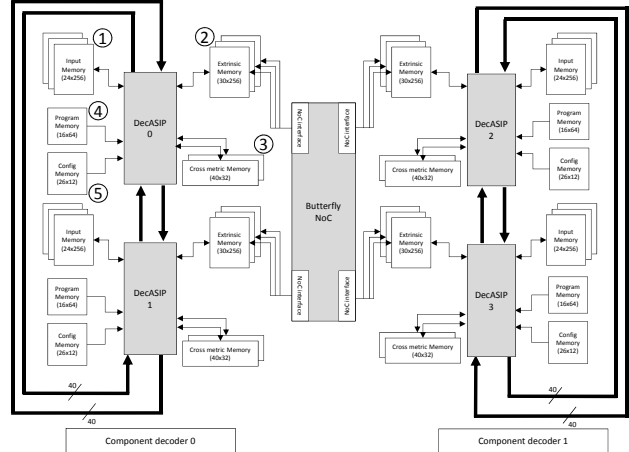 ①
Input
Memory
(24x256)
②
Extrinsic
Memory
(30x256)
④
Program
Memory
(16x64)
DecASIP
0
③
Cross metric Memory
(40x32)
Config
Memory
(26x12)
⑤
Input
Memory
(24x256)
Extrinsic
Memory
(30x256)
Program
Memory
(16x64)
DecASIP
1
Config
Memory
(26x12)
Cross metric Memory
(40x32)
40
40
Component decoder 0
NoC interface
NoC interface
Butterfly
NoC
NoC interface
NoC interface
Extrinsic
Memory
(30x256)
Input
Memory
(24x256)
DecASIP
2
Program
Memory
(16x64)
Cross metric Memory
(40x32)
Config
Memory
(26x12)
Extrinsic
Memory
(30x256)
Input
Memory
(24x256)
DecASIP
3
Program
Memory
(16x64)
Cross metric Memory
(40x32)
Config
Memory
(26x12)
40
40
Component decoder 1